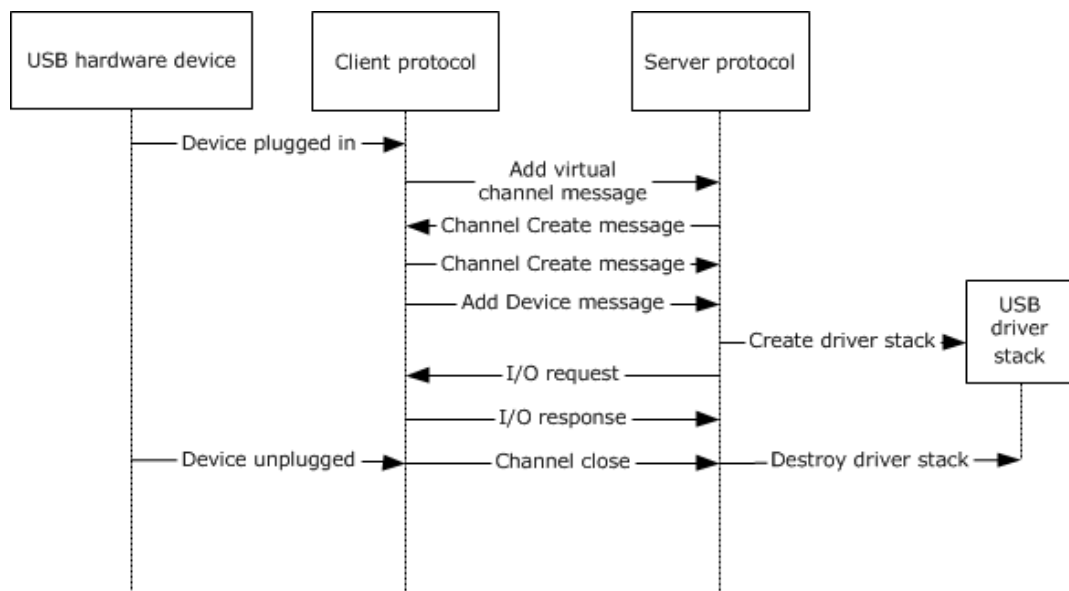 USB hardware device
Client protocol
Server protocol
Device plugged in
Add virtual
channel message
Channel Create message
Channel Create message
Add Device message
USB
driver
stack
Create driver stack
I/O request
I/O response
Device unplugged
Channel close
Destroy driver stack